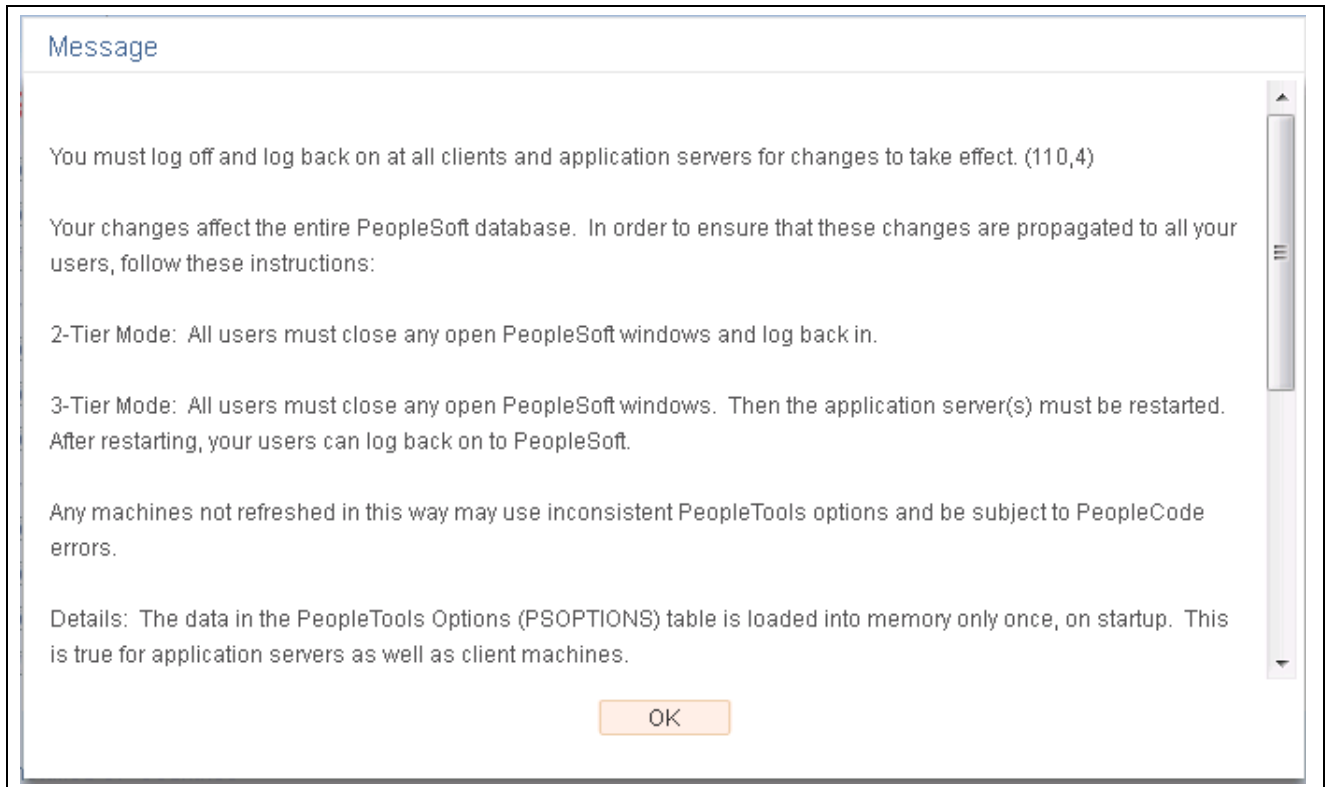 Message
You must log off and log back on at all clients and application servers for changes to take effect. (110,4)
Your changes affect the entire PeopleSoft database.  In order to ensure that these changes are propagated to all your
users, follow these instructions:
2-Tier Mode:  All users must close any open PeopleSoft windows and log back in.
3-Tier Mode:  All users must close any open PeopleSoft windows.  Then the application server(s) must be restarted.
After restarting, your users can log back on to PeopleSoft.
Any machines not refreshed in this way may use inconsistent PeopleTools options and be subject to PeopleCode
errors.
Details:  The data in the PeopleTools Options (PSOPTIONS) table is loaded into memory only once, on startup.  This
is true for application servers as well as client machines.
OK